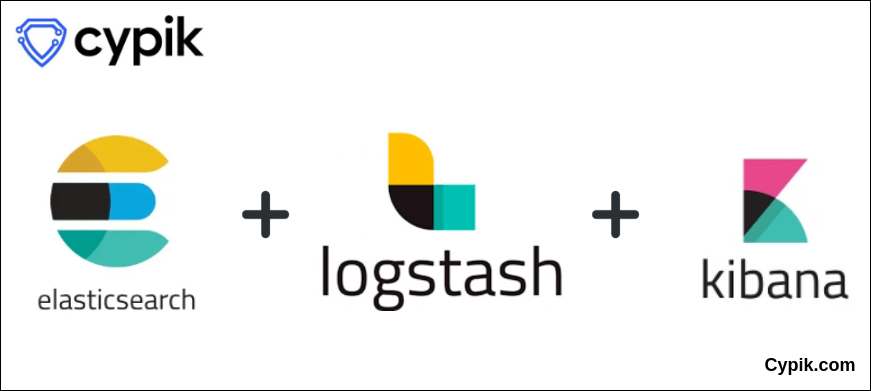 cypik
+
+
elasticsearch
logstash
kibana
Cypik.com